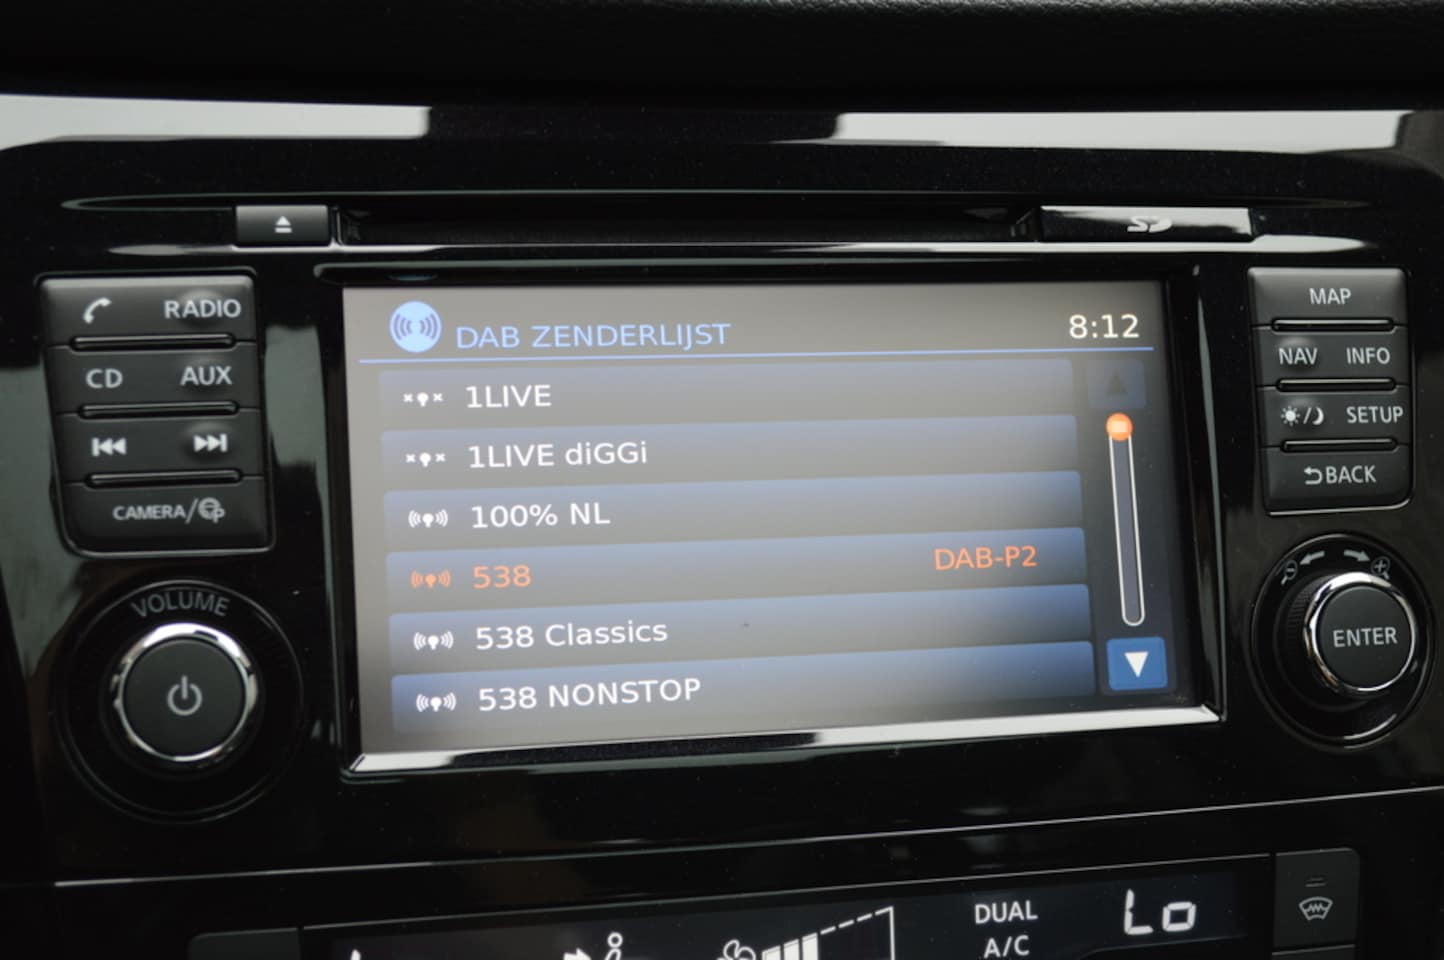 SD
RADIO
CD AUX
CAMERA/
VOLUME
DAB ZENDERLIJST 8:12
1LIVE
1LIVE diGGi
100% NL
538 DAB-P2
538 Classics
538 NONSTOP
MAP
NAV INFO
SETUP
BACK
ENTER
DUAL
A/C
Lo